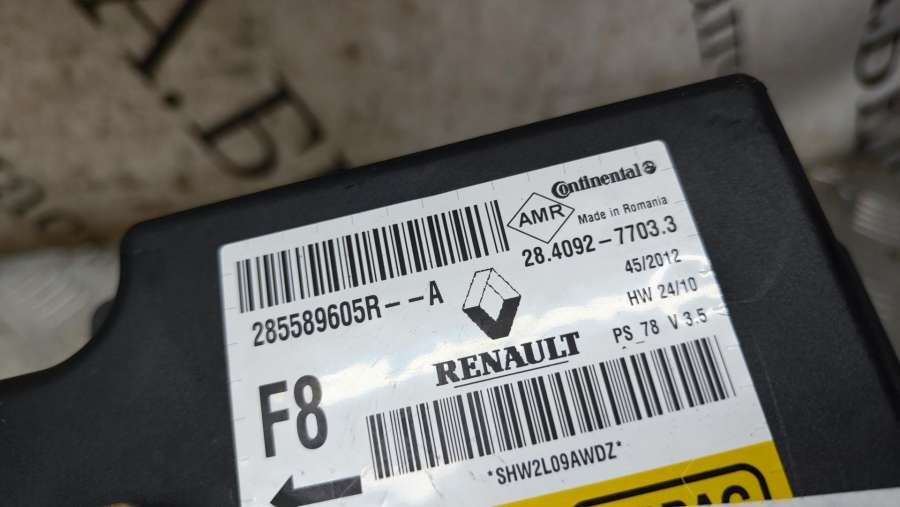 Continental
AMR
Made in Romania
28.4092-7703.3
45/2012
HW 24/10
PS_78 V 3.5
285589605R--A
RENAULT
F8
*SHW2L09AWDZ*